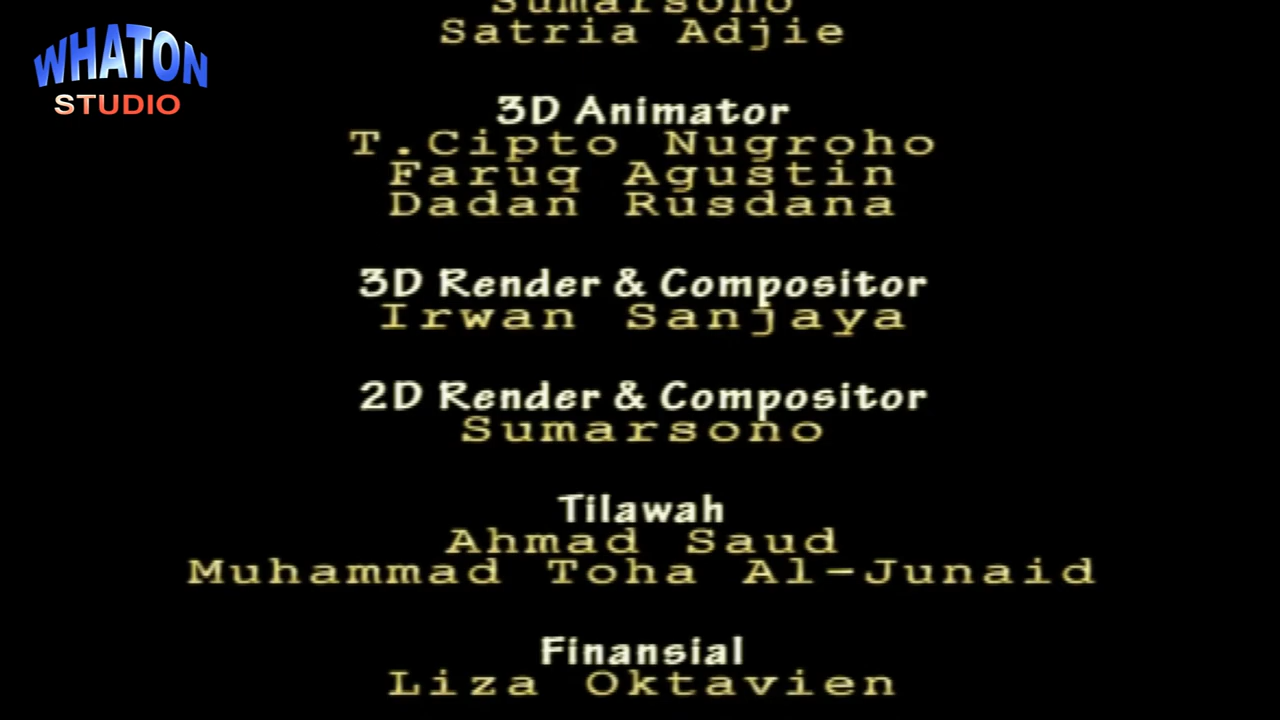 WHATON
STUDIO
Sumarsono
Satria Adjie
3D Animator
T.Cipto Nugroho
Faruq Agustin
Dadan Rusdana
3D Render & Compositor
Irwan Sanjaya
2D Render & Compositor
Sumarsono
Tilawah
Ahmad Saud
Muhammad Toha Al-Junaid
Finansial
Liza Oktavien